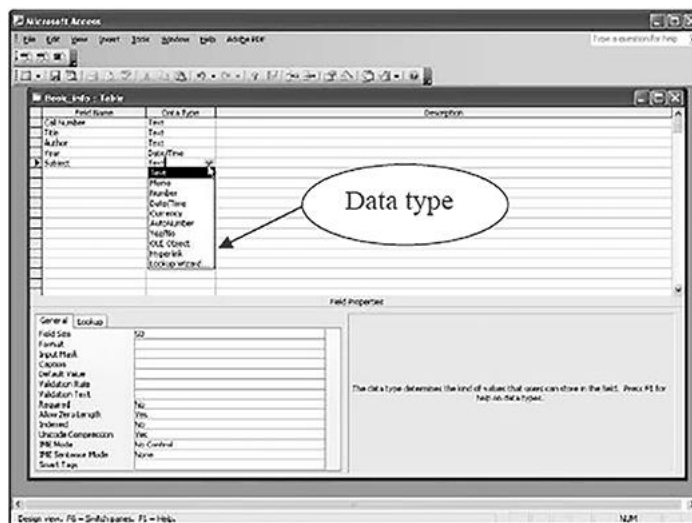 Microsoft Access
File Edit View Insert Tools Window Help Adobe PDF
Type a question for help
Book_info : Table
Field Name Data Type Description
Call Number Text
Title Text
Author Text
Year Date/Time
Subject Text
Text
Memo
Number
Date/Time
Currency
AutoNumber
Yes/No
OLE Object
Hyperlink
Lookup Wizard...
Data type
Field Properties
General Lookup
Field Size 50
Format
Input Mask
Caption
Default Value
Validation Rule
Validation Text
Required No
Allow Zero Length Yes
Indexed No
Unicode Compression Yes
IME Mode No Control
IME Sentence Mode None
Smart Tags
The data type determines the kind of values that users can store in the field. Press F1 for
help on data types.
Design view. F6 = Switch panes. F1 = Help.
NUM